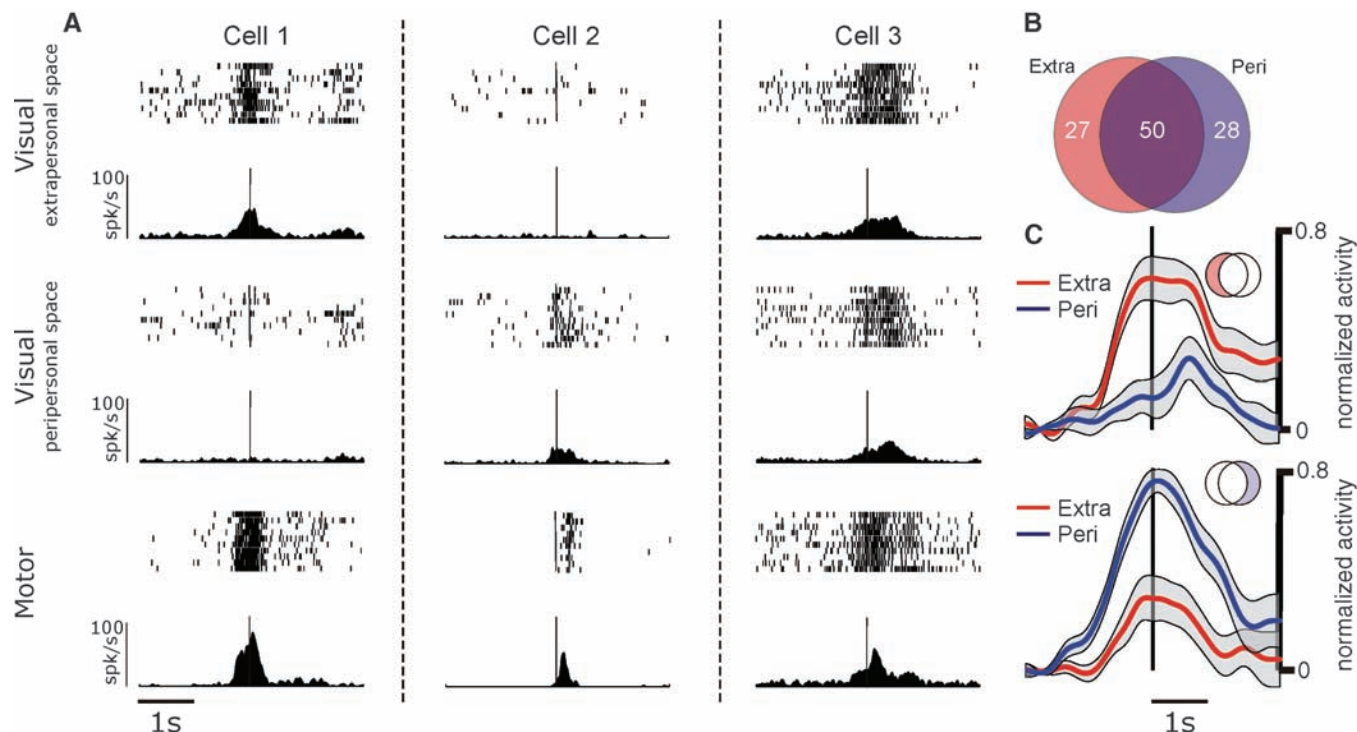 A
Cell 1
Cell 2
Cell 3
Visual
extrapersonal space
100
spk/s
Visual
peripersonal space
100
spk/s
Motor
100
spk/s
1s
B
Extra
Peri
27
50
28
C
Extra
Peri
0.8
0
normalized activity
Extra
Peri
0.8
0
normalized activity
1s